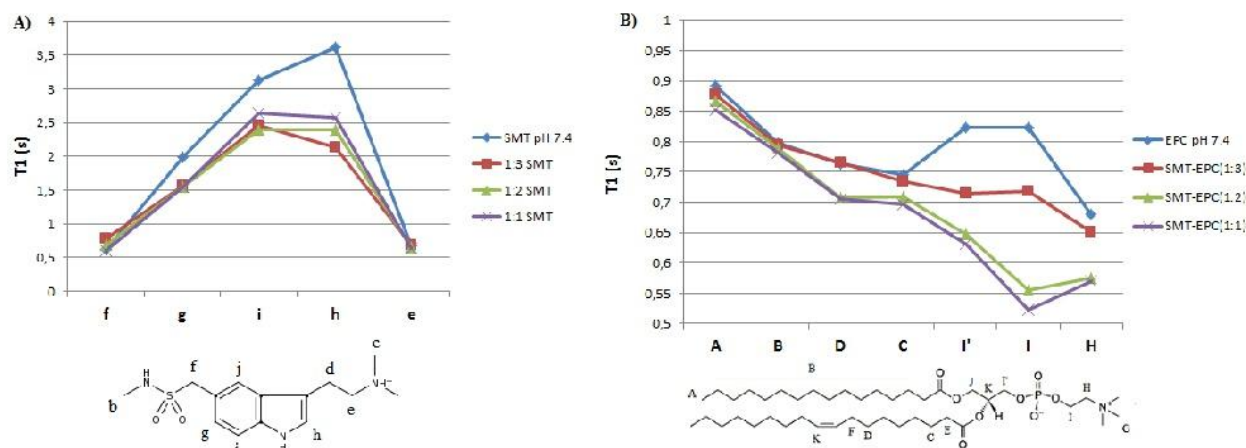 A)
T1 (s)
4
3,5
3
2,5
2
1,5
1
0,5
0
f g i h e
SMT pH 7.4
1:3 SMT
1:2 SMT
1:1 SMT
H
N
S
O O
b
f
j
g
i
N
h
d
e
c
B)
T1 (s)
1
0,95
0,9
0,85
0,8
0,75
0,7
0,65
0,6
0,55
0,5
A B D C I' I H
EPC pH 7.4
SMT-EPC(1:3)
SMT-EPC(1:2)
SMT-EPC(1:1)
A
B
O
O
J
K
H
I'
O
O
P
O
O⁻
I
H
N⁺
G
K
F
D
C
E
O
O